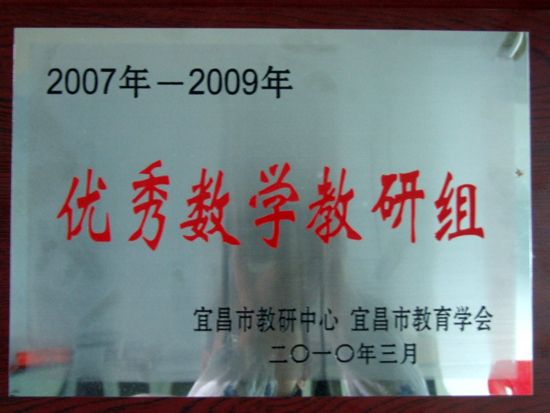 2007年－2009年
优秀数学教研组
宜昌市教研中心 宜昌市教育学会
二〇一〇年三月